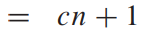 = cn + 1